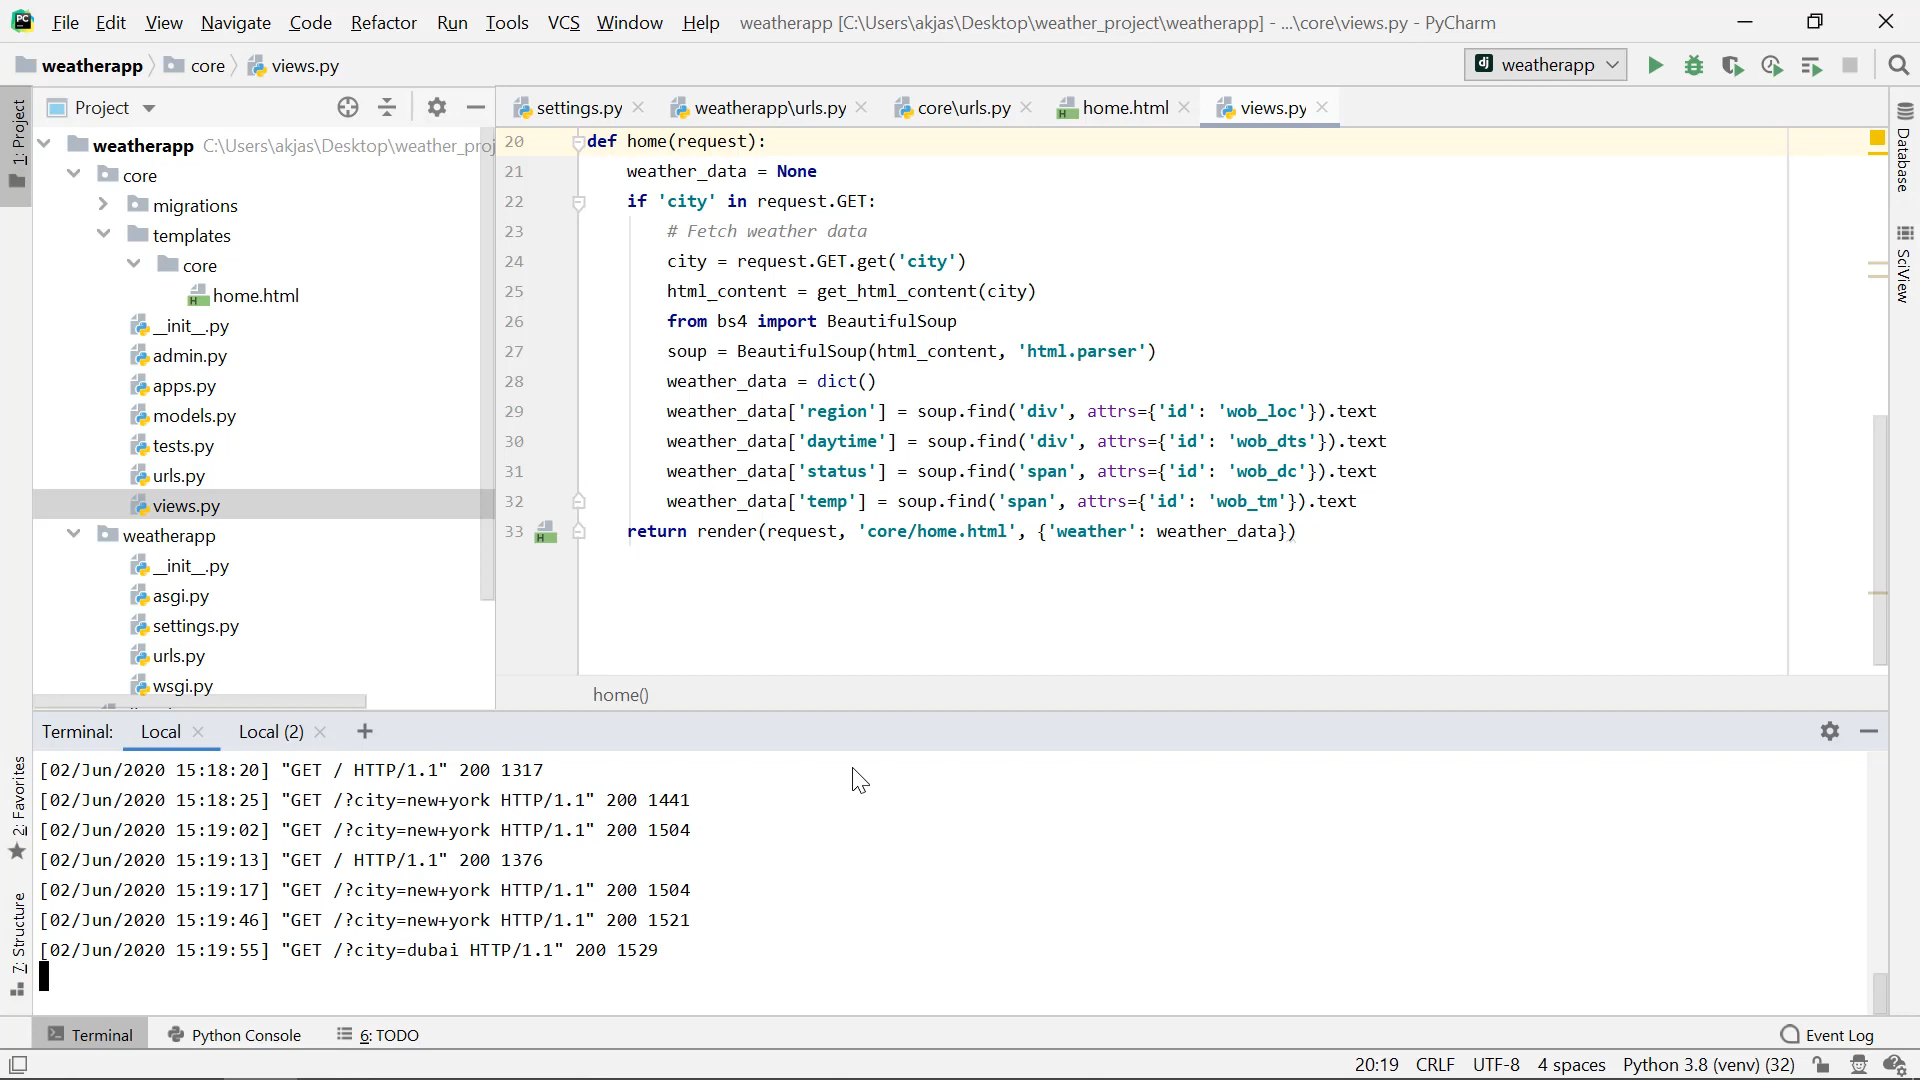 File Edit View Navigate Code Refactor Run Tools VCS Window Help weatherapp [C:\Users\akjas\Desktop\weather_project\weatherapp] - ...\core\views.py - PyCharm
weatherapp core views.py
dj weatherapp
Project
settings.py weatherapp\urls.py core\urls.py home.html views.py
1: Project
weatherapp C:\Users\akjas\Desktop\weather_proj
core
migrations
templates
core
home.html
__init__.py
admin.py
apps.py
models.py
tests.py
urls.py
views.py
weatherapp
__init__.py
asgi.py
settings.py
urls.py
wsgi.py
20 def home(request):
21 weather_data = None
22 if 'city' in request.GET:
23 # Fetch weather data
24 city = request.GET.get('city')
25 html_content = get_html_content(city)
26 from bs4 import BeautifulSoup
27 soup = BeautifulSoup(html_content, 'html.parser')
28 weather_data = dict()
29 weather_data['region'] = soup.find('div', attrs={'id': 'wob_loc'}).text
30 weather_data['daytime'] = soup.find('div', attrs={'id': 'wob_dts'}).text
31 weather_data['status'] = soup.find('span', attrs={'id': 'wob_dc'}).text
32 weather_data['temp'] = soup.find('span', attrs={'id': 'wob_tm'}).text
33 return render(request, 'core/home.html', {'weather': weather_data})
home()
Database
SciView
Terminal: Local Local (2) +
[02/Jun/2020 15:18:20] "GET / HTTP/1.1" 200 1317
[02/Jun/2020 15:18:25] "GET /?city=new+york HTTP/1.1" 200 1441
[02/Jun/2020 15:19:02] "GET /?city=new+york HTTP/1.1" 200 1504
[02/Jun/2020 15:19:13] "GET / HTTP/1.1" 200 1376
[02/Jun/2020 15:19:17] "GET /?city=new+york HTTP/1.1" 200 1504
[02/Jun/2020 15:19:46] "GET /?city=new+york HTTP/1.1" 200 1521
[02/Jun/2020 15:19:55] "GET /?city=dubai HTTP/1.1" 200 1529
2: Favorites
7: Structure
Terminal Python Console 6: TODO Event Log
20:19 CRLF UTF-8 4 spaces Python 3.8 (venv) (32)